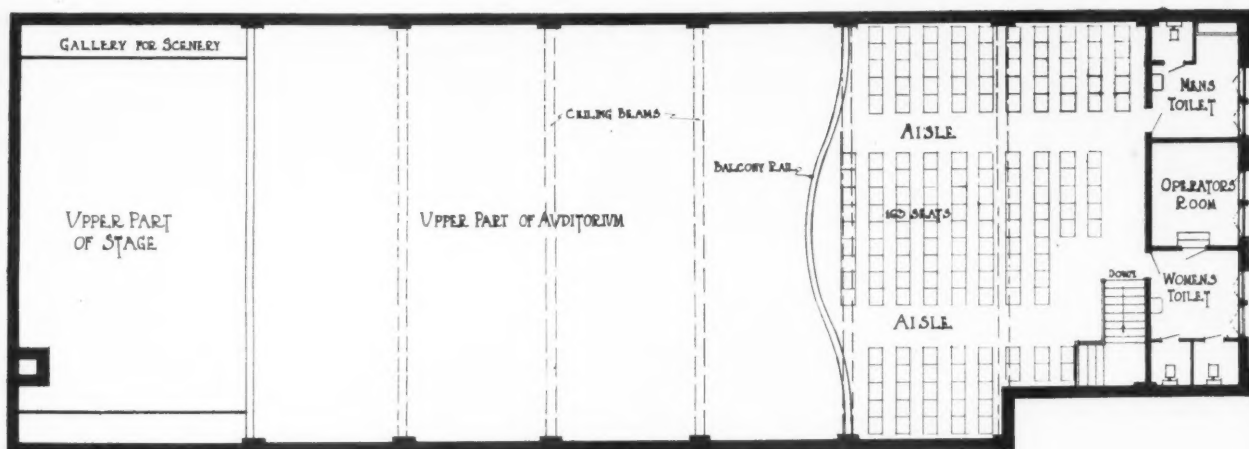 GALLERY FOR SCENERY
UPPER PART
OF STAGE
CEILING BEAMS
UPPER PART OF AUDITORIUM
BALCONY RAIL
AISLE
163 SEATS
AISLE
DOWN
MENS
TOILET
OPERATORS
ROOM
WOMENS
TOILET